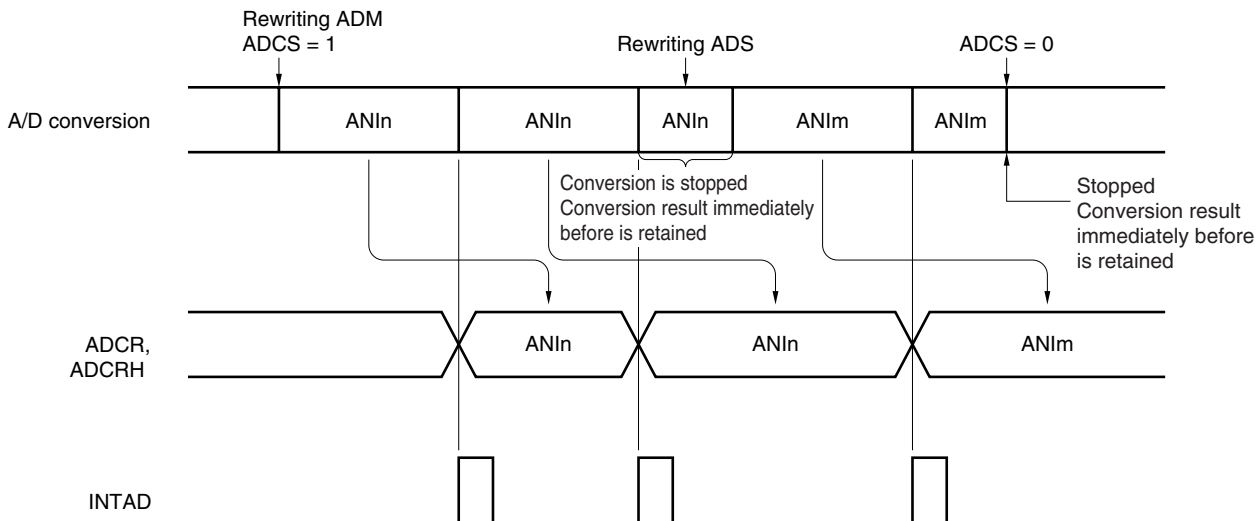 Rewriting ADM
ADCS = 1
Rewriting ADS
ADCS = 0
A/D conversion
ANIn
ANIn
ANIn
ANIm
ANIm
Conversion is stopped
Conversion result immediately
before is retained
Stopped
Conversion result
immediately before
is retained
ADCR,
ADCRH
ANIn
ANIn
ANIm
INTAD